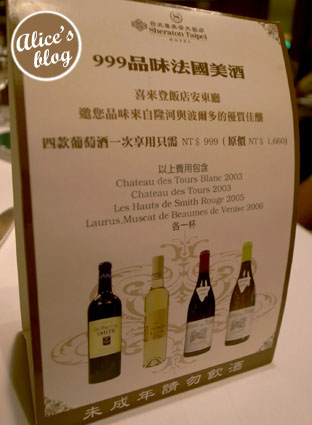 Alice's
blog
台北喜來登大飯店
Sheraton Taipei
HOTEL
999品味法國美酒
喜來登飯店安東廳
邀您品味來自隆河與波爾多的優質佳釀
四款葡萄酒一次享用只需 NT$ 999 ( 原價 NT$ 1,660)
以上費用包含
Chateau des Tours Blanc 2003
Chateau des Tours 2003
Les Hauts de Smith Rouge 2005
Laurus.Muscat de Beaumes de Venise 2006
各一杯
未成年請勿飲酒